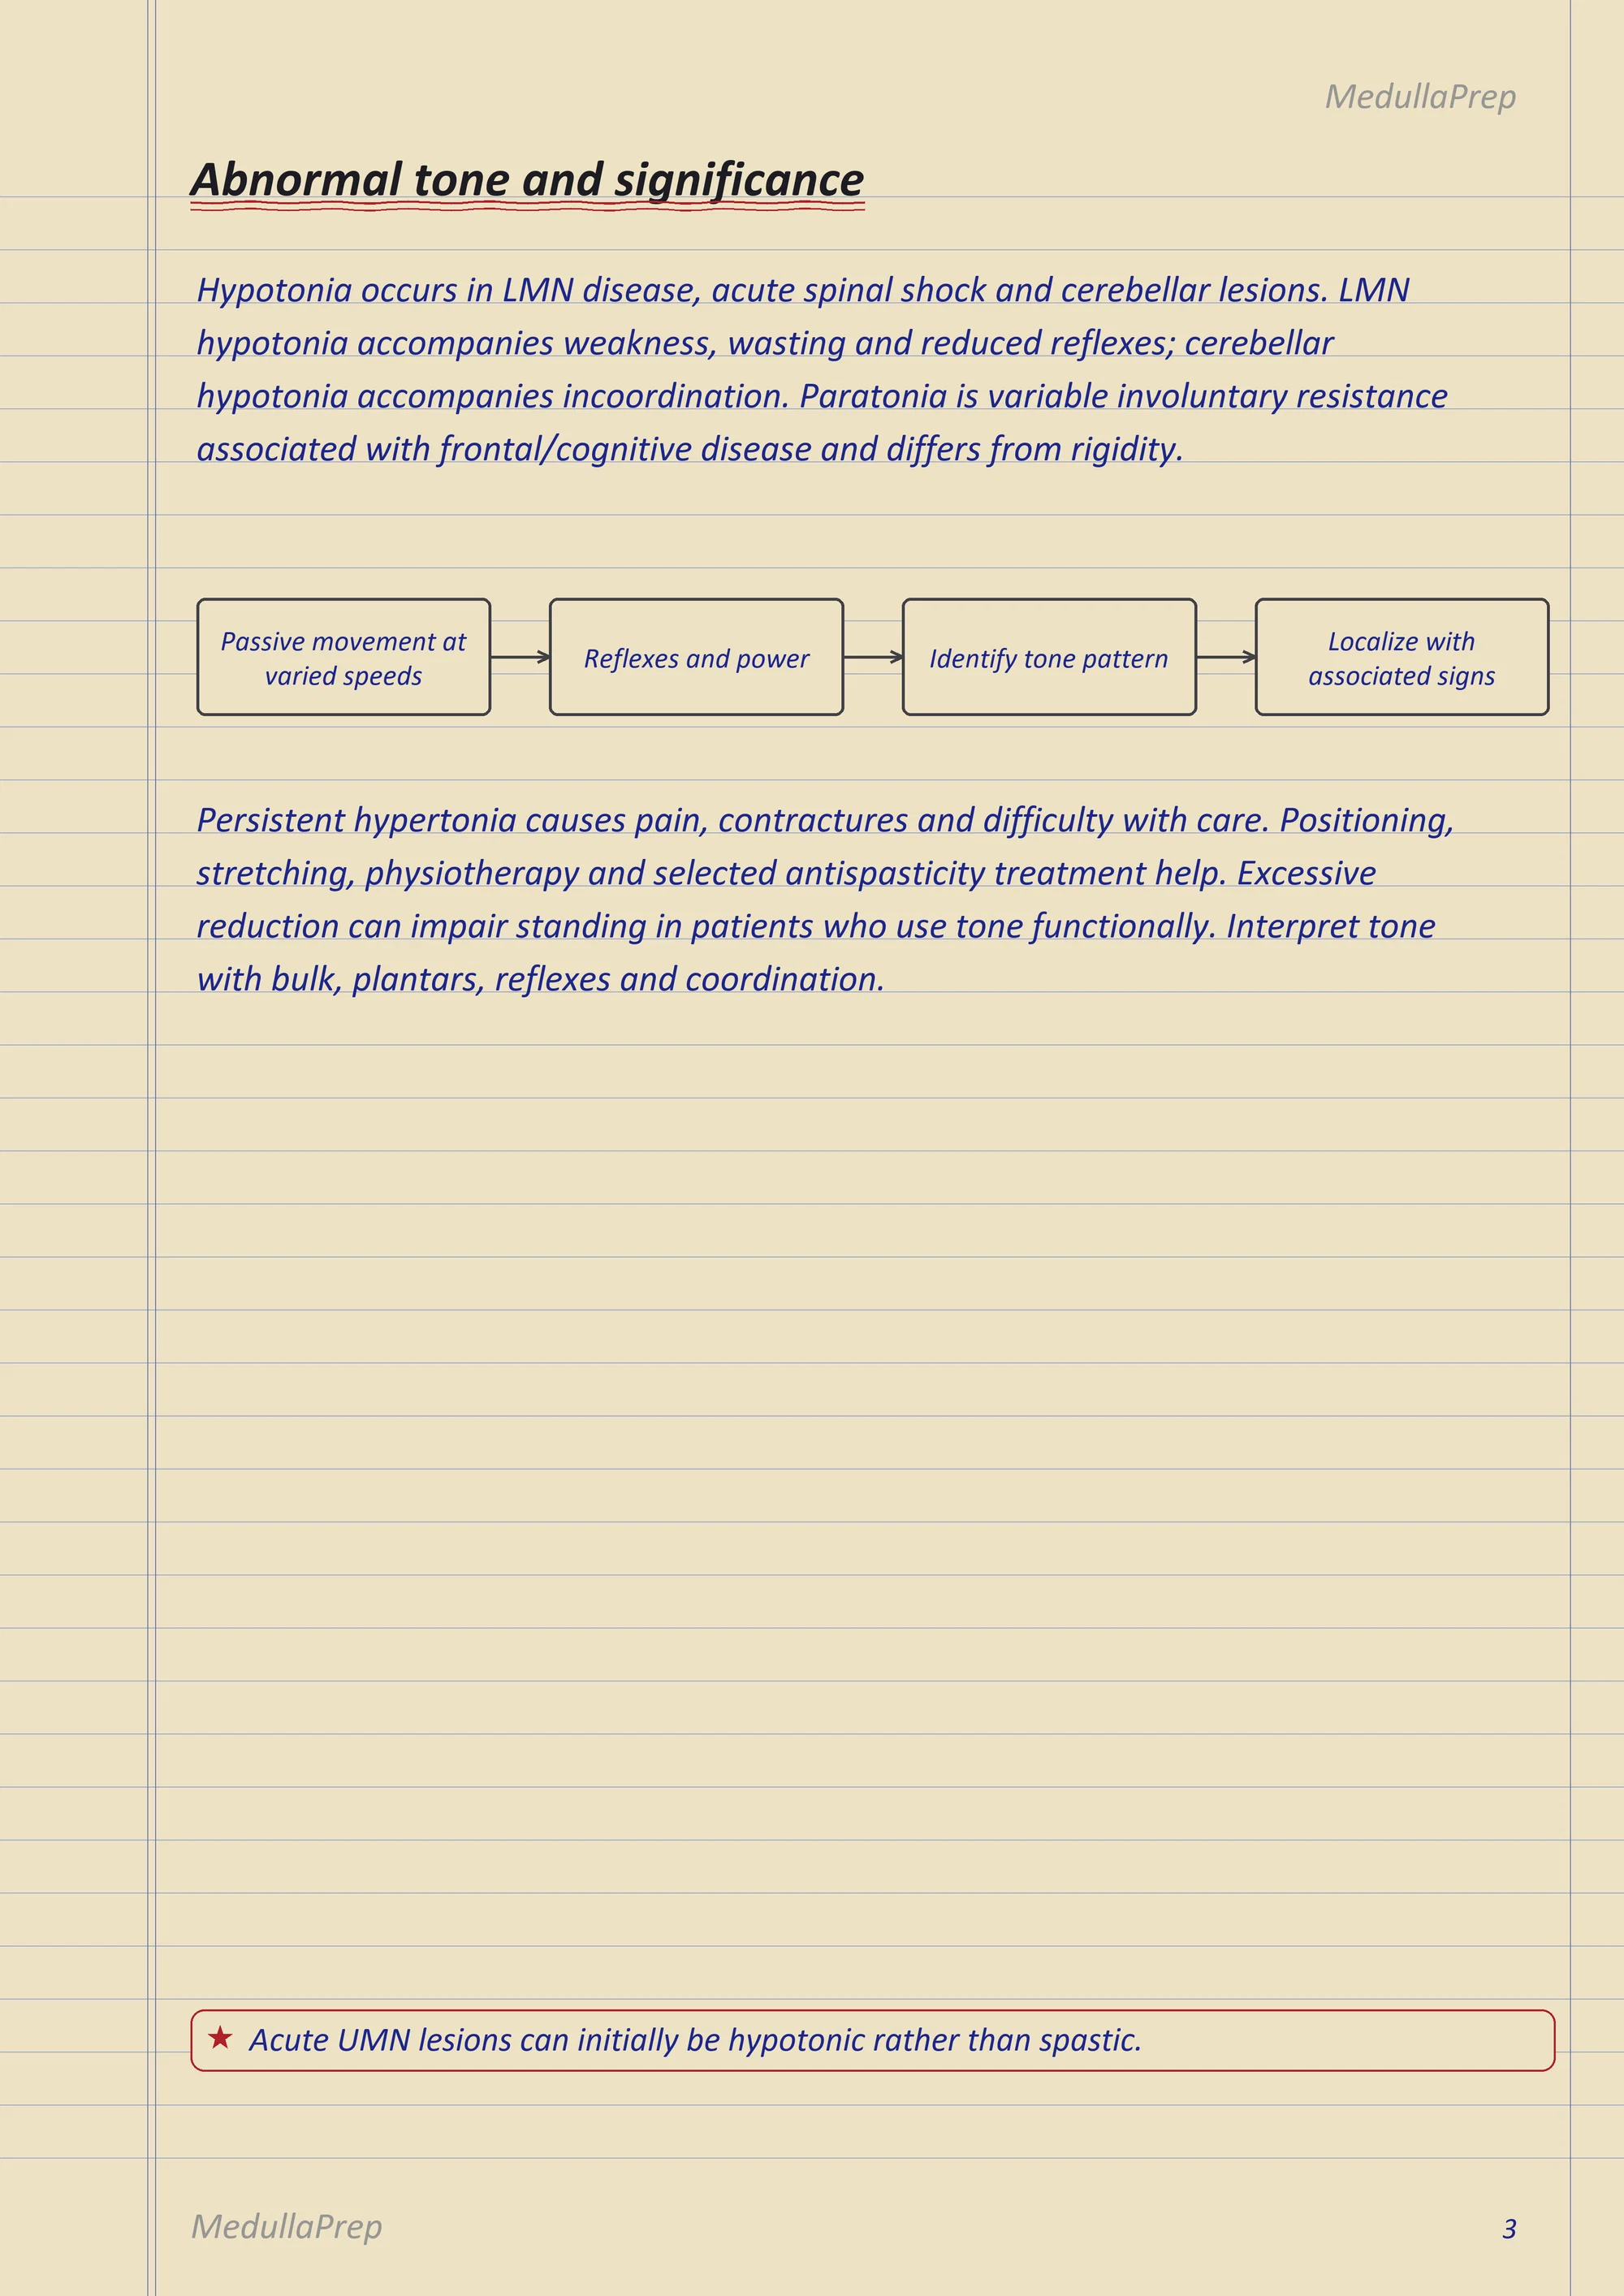 MedullaPrep
Abnormal tone and significance
Hypotonia occurs in LMN disease, acute spinal shock and cerebellar lesions. LMN
hypotonia accompanies weakness, wasting and reduced reflexes; cerebellar
hypotonia accompanies incoordination. Paratonia is variable involuntary resistance
associated with frontal/cognitive disease and differs from rigidity.
Passive movement at
varied speeds
Reflexes and power
Identify tone pattern
Localize with
associated signs
Persistent hypertonia causes pain, contractures and difficulty with care. Positioning,
stretching, physiotherapy and selected antispasticity treatment help. Excessive
reduction can impair standing in patients who use tone functionally. Interpret tone
with bulk, plantars, reflexes and coordination.
★ Acute UMN lesions can initially be hypotonic rather than spastic.
MedullaPrep
3